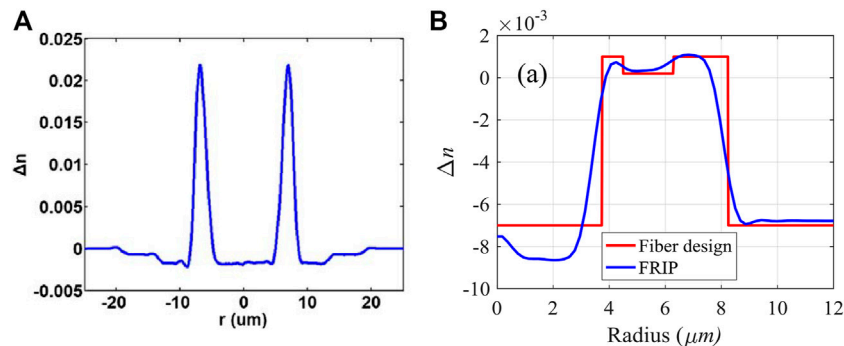 A
0.025
0.02
0.015
0.01
0.005
0
-0.005
Δn
-20 -10 0 10 20
r (um)
B
×10⁻³
(a)
0
-2
-4
-6
-8
-10
Δn
Fiber design
FRIP
0 2 4 6 8 10 12
Radius (μm)